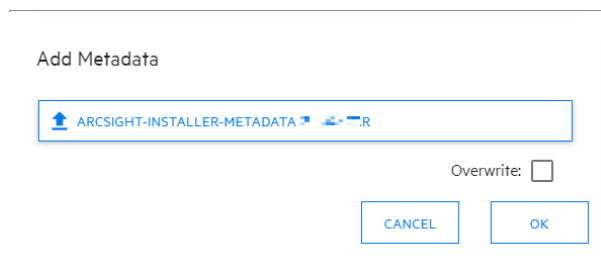 Add Metadata
ARCSIGHT-INSTALLER-METADATA
Overwrite:
CANCEL
OK